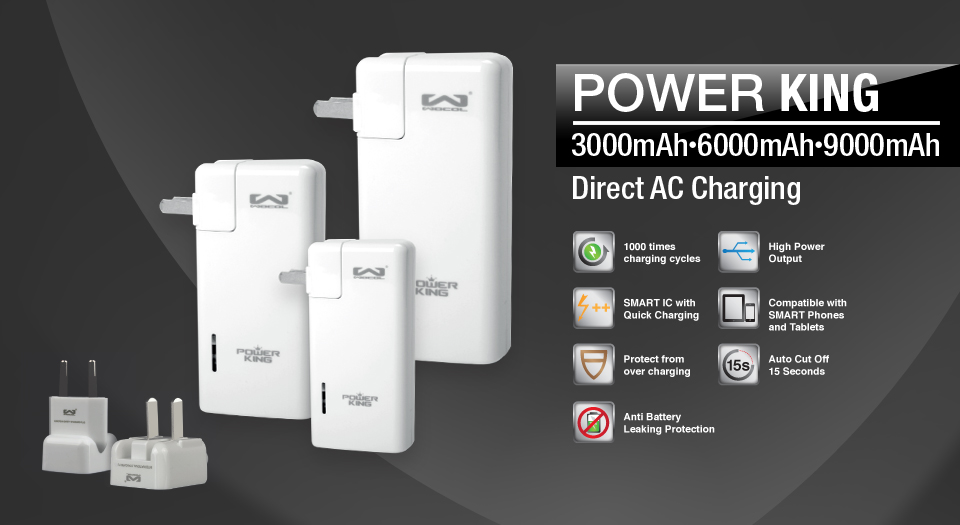 POWER KING
3000mAh•6000mAh•9000mAh
Direct AC Charging
1000 times
charging cycles
High Power
Output
SMART IC with
Quick Charging
++
Compatible with
SMART Phones
and Tablets
Protect from
over charging
15s
Auto Cut Off
15 Seconds
Anti Battery
Leaking Protection
POWER
KING
POWER
KING
OWER
KING